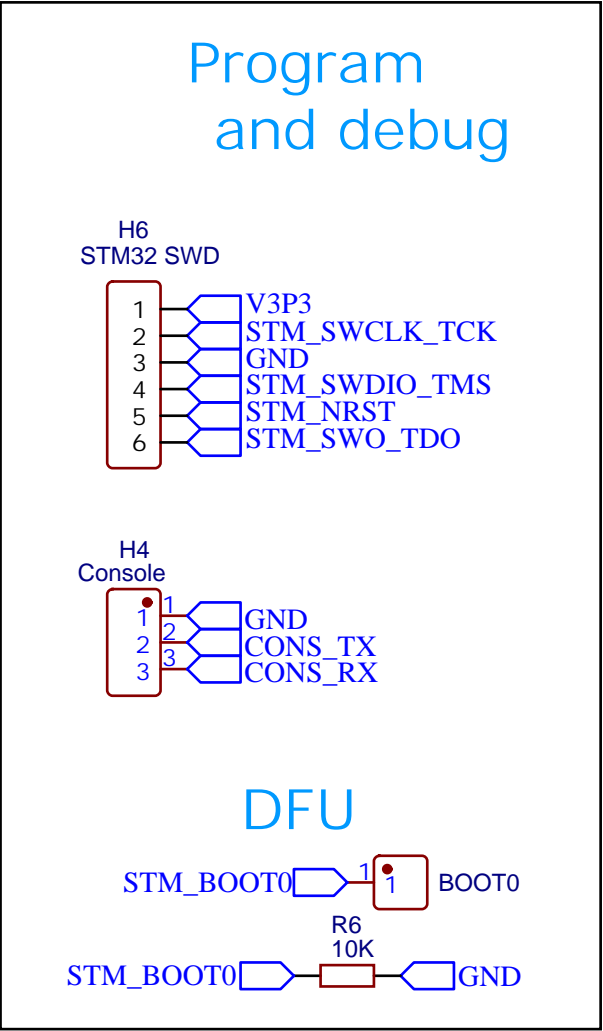 Program
and debug
H6
STM32 SWD
1 V3P3
2 STM_SWCLK_TCK
3 GND
4 STM_SWDIO_TMS
5 STM_NRST
6 STM_SWO_TDO
H4
Console
1 1 GND
2 2 CONS_TX
3 3 CONS_RX
DFU
STM_BOOT0 1 1 BOOT0
R6
10K
STM_BOOT0 GND